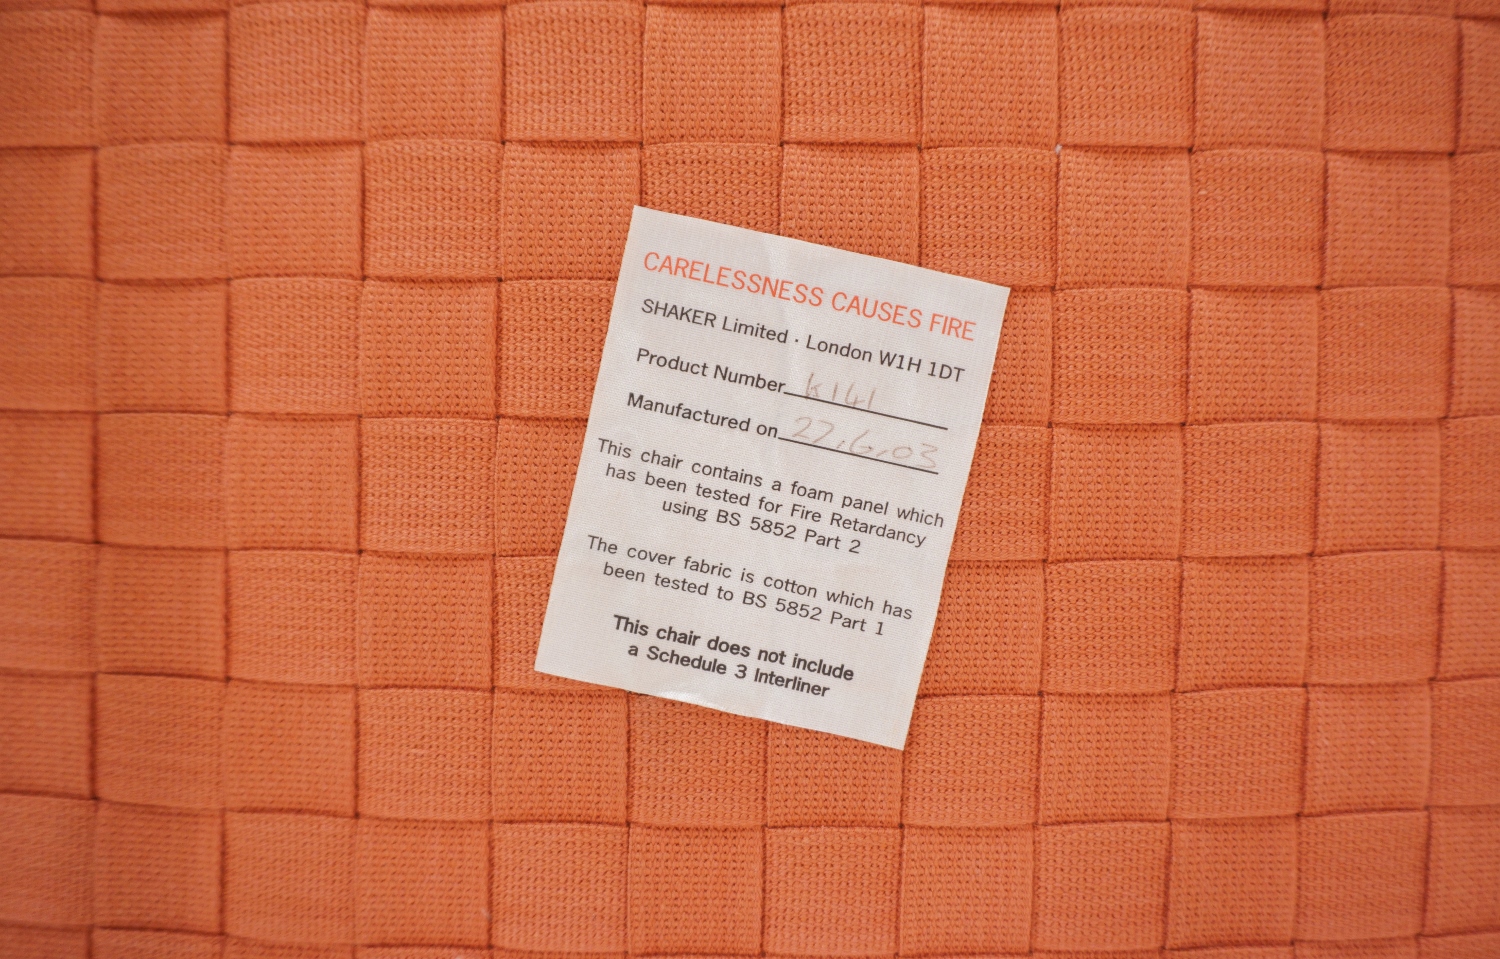 CARELESSNESS CAUSES FIRE
SHAKER Limited · London W1H 1DT
Product Number K141
Manufactured on 27.6.03
This chair contains a foam panel which
has been tested for Fire Retardancy
using BS 5852 Part 2
The cover fabric is cotton which has
been tested to BS 5852 Part 1
This chair does not include
a Schedule 3 Interliner